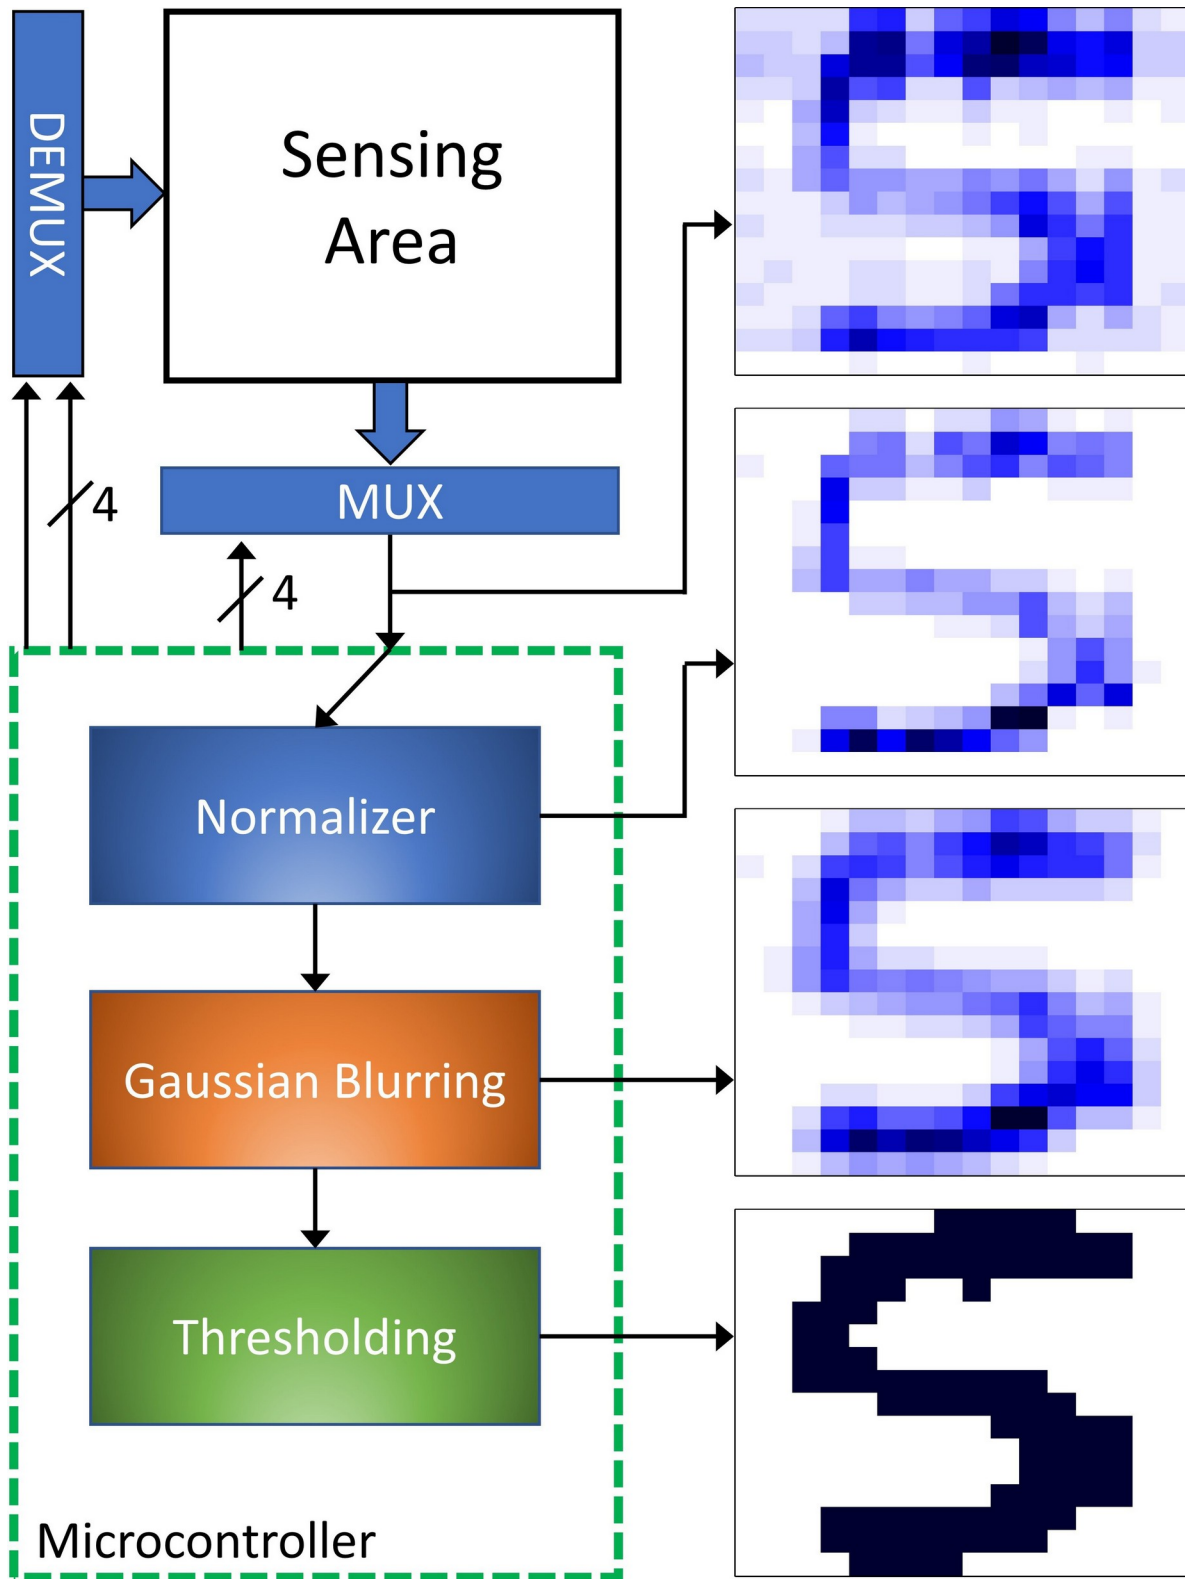 DEMUX
Sensing
Area
MUX
4
4
Normalizer
Gaussian Blurring
Thresholding
Microcontroller